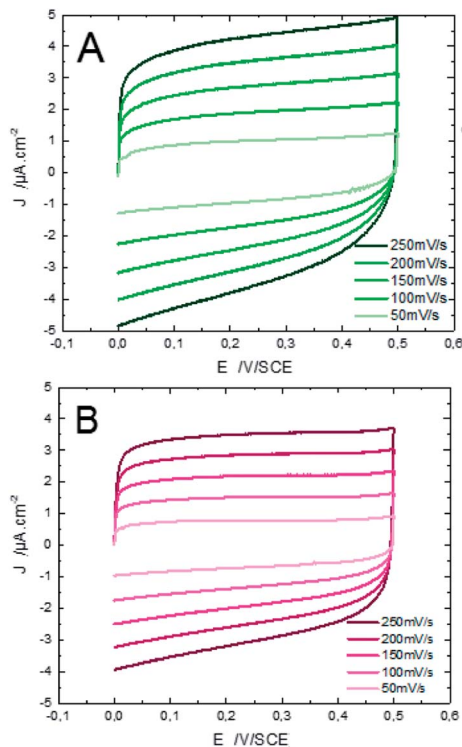 A
5
4
3
2
1
0
-1
-2
-3
-4
-5
J /µA.cm⁻²
250mV/s
200mV/s
150mV/s
100mV/s
50mV/s
-0,1 0,0 0,1 0,2 0,3 0,4 0,5 0,6
E /V/SCE
B
5
4
3
2
1
0
-1
-2
-3
-4
-5
J /µA.cm⁻²
250mV/s
200mV/s
150mV/s
100mV/s
50mV/s
-0,1 0,0 0,1 0,2 0,3 0,4 0,5 0,6
E /V/SCE